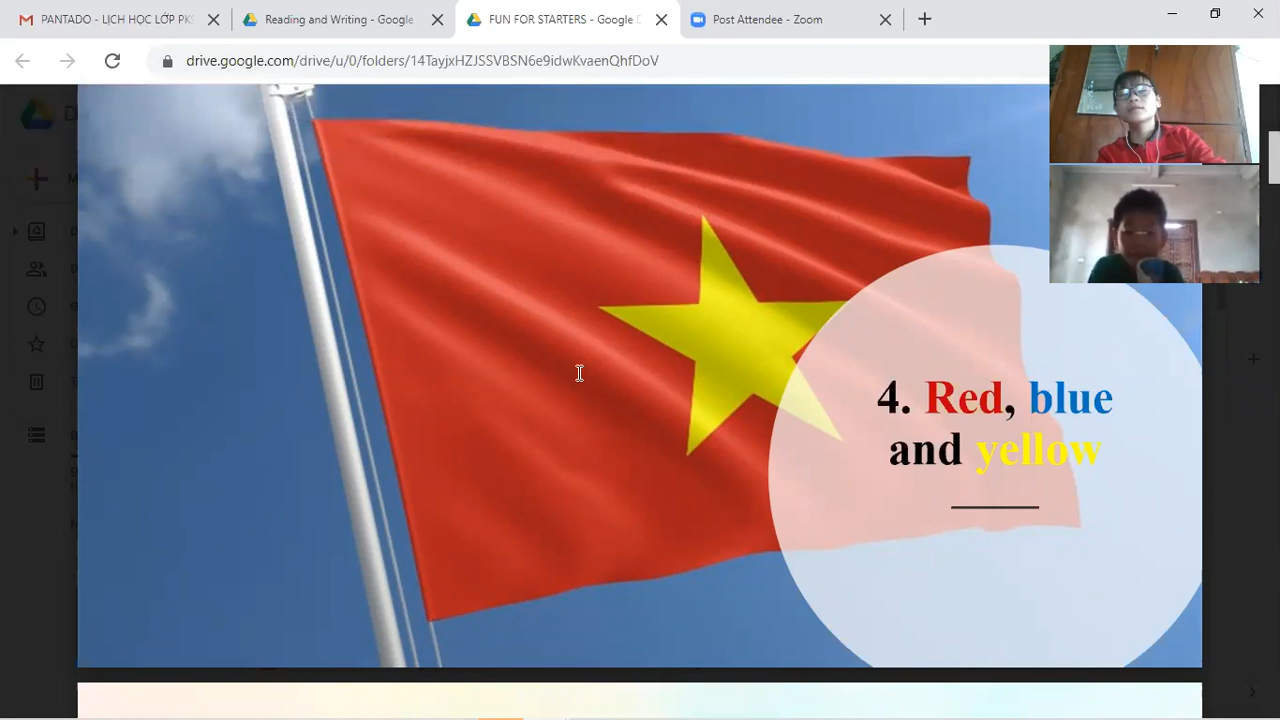 PANTADO - LỊCH HỌC LỚP PKS
Reading and Writing - Google
FUN FOR STARTERS - Google
Post Attendee - Zoom
drive.google.com/drive/u/0/folders/14TayjxHZJSSVBSN6e9idwKvaenQhfDoV
4. Red, blue
and yellow